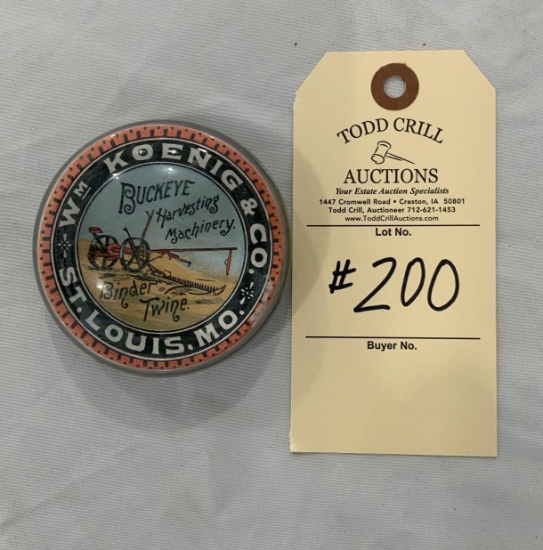 Wᴹ KOENIG & CO.
ST. LOUIS. MO.
BUCKEYE
Harvesting
Machinery.
Binder
Twine.
TODD CRILL
AUCTIONS
Your Estate Auction Specialists
1447 Cromwell Road • Creston, IA 50801
Todd Crill, Auctioneer 712-621-1453
www.ToddCrillAuctions.com
Lot No.
#200
Buyer No.